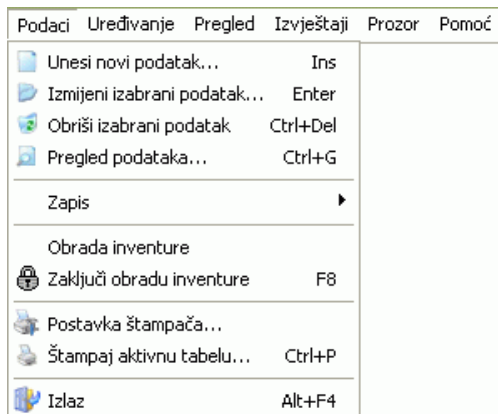 Podaci Uređivanje Pregled Izvještaji Prozor Pomoć
Unesi novi podatak... Ins
Izmijeni izabrani podatak... Enter
Obriši izabrani podatak Ctrl+Del
Pregled podataka... Ctrl+G
Zapis
Obrada inventure
Zaključi obradu inventure F8
Postavka štampača...
Štampaj aktivnu tabelu... Ctrl+P
Izlaz Alt+F4